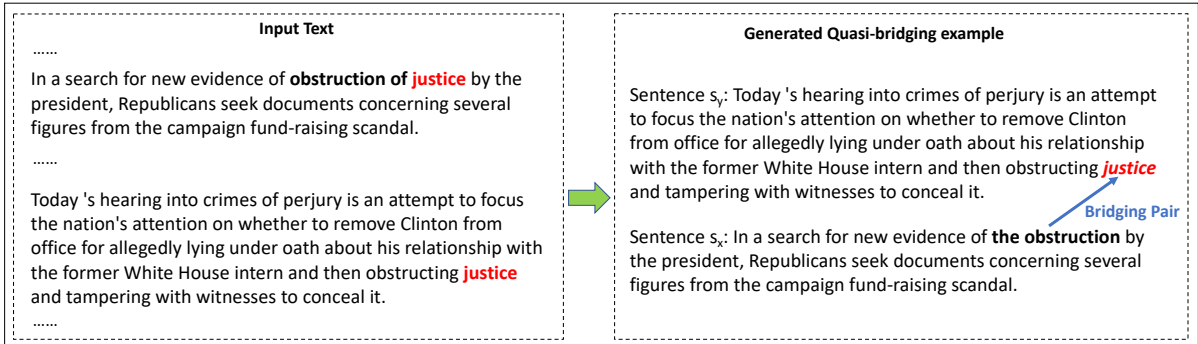 Input Text
......
In a search for new evidence of obstruction of justice by the
president, Republicans seek documents concerning several
figures from the campaign fund-raising scandal.
......
Today 's hearing into crimes of perjury is an attempt to focus
the nation's attention on whether to remove Clinton from
office for allegedly lying under oath about his relationship with
the former White House intern and then obstructing justice
and tampering with witnesses to conceal it.
......
Generated Quasi-bridging example
Sentence sy: Today 's hearing into crimes of perjury is an attempt
to focus the nation's attention on whether to remove Clinton
from office for allegedly lying under oath about his relationship
with the former White House intern and then obstructing justice
and tampering with witnesses to conceal it.
Bridging Pair
Sentence sx: In a search for new evidence of the obstruction by
the president, Republicans seek documents concerning several
figures from the campaign fund-raising scandal.